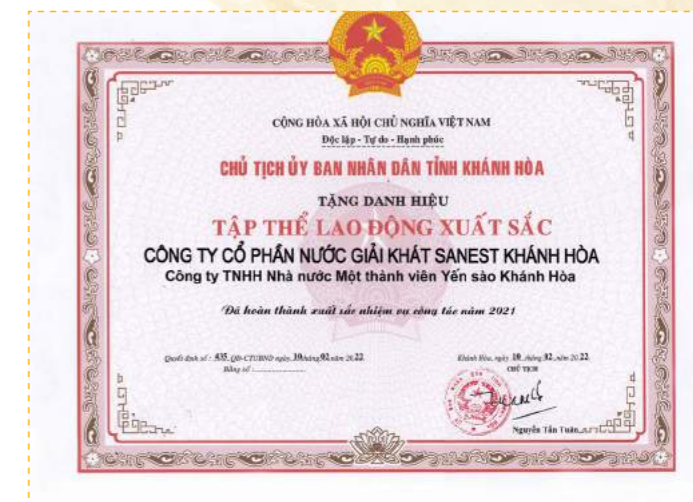 CỘNG HÒA XÃ HỘI CHỦ NGHĨA VIỆT NAM
Độc lập - Tự do - Hạnh phúc
CHỦ TỊCH ỦY BAN NHÂN DÂN TỈNH KHÁNH HÒA
TẶNG DANH HIỆU
TẬP THỂ LAO ĐỘNG XUẤT SẮC
CÔNG TY CỔ PHẦN NƯỚC GIẢI KHÁT SANEST KHÁNH HÒA
Công ty TNHH Nhà nước Một thành viên Yến sào Khánh Hòa
Đã hoàn thành xuất sắc nhiệm vụ công tác năm 2021
Quyết định số : 435 /QĐ-CTUBND ngày 10 tháng 02 năm 2022
Bảng số :
Khánh Hòa, ngày 10 tháng 02 năm 2022
CHỦ TỊCH
Nguyễn Tấn Tuân